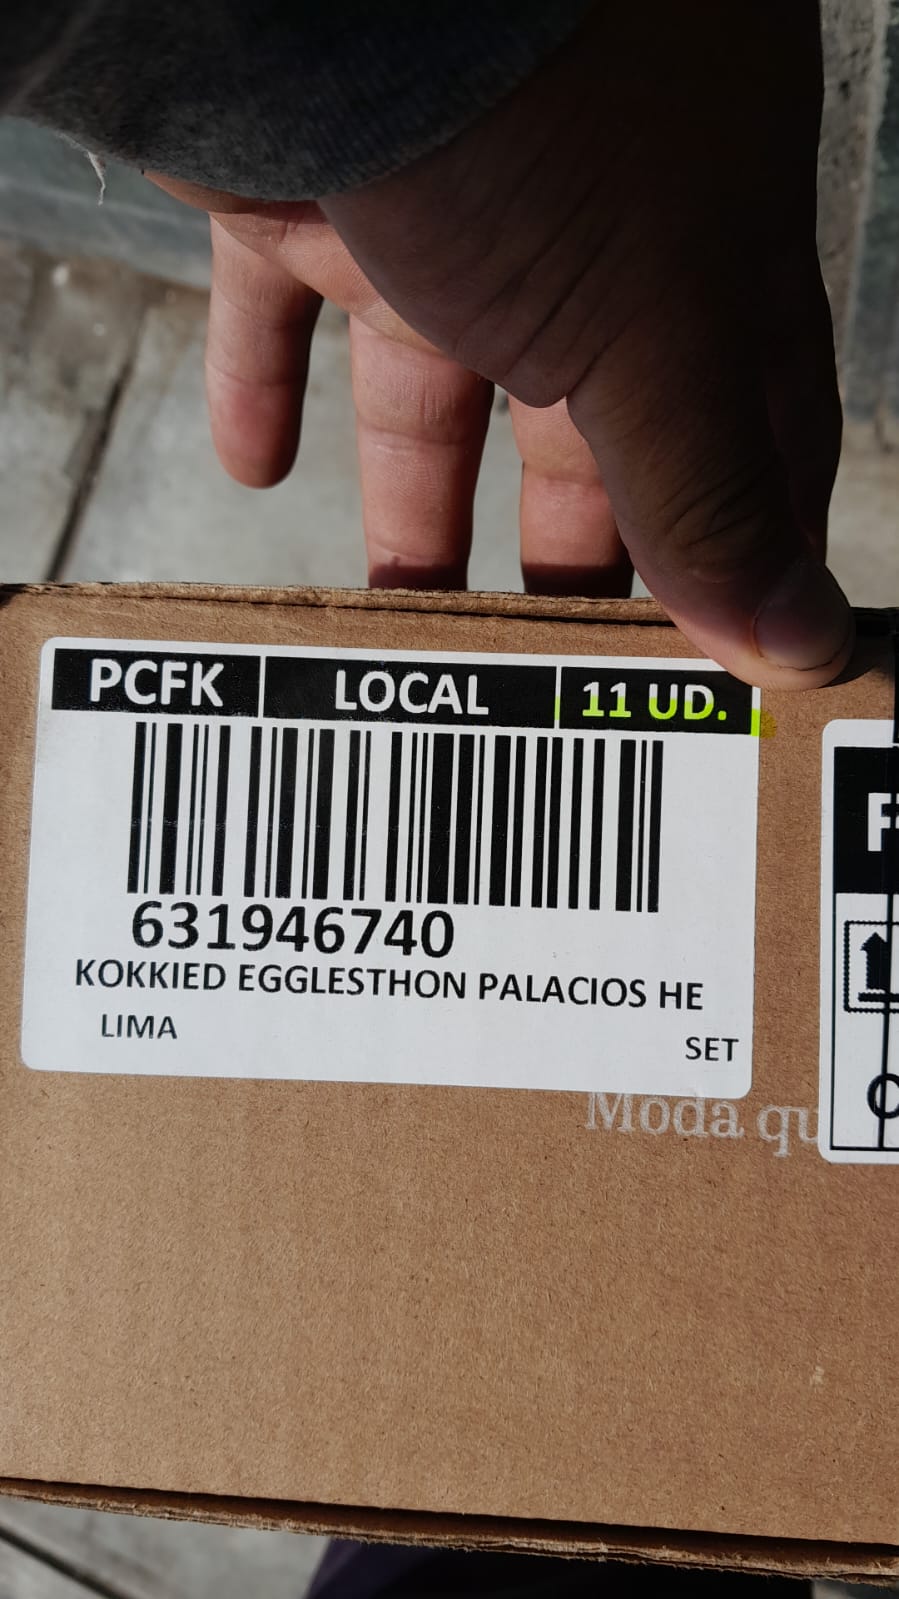 PCFK LOCAL 11 UD.
631946740
KOKKIED EGGLESTHON PALACIOS HE
LIMA
SET
Moda